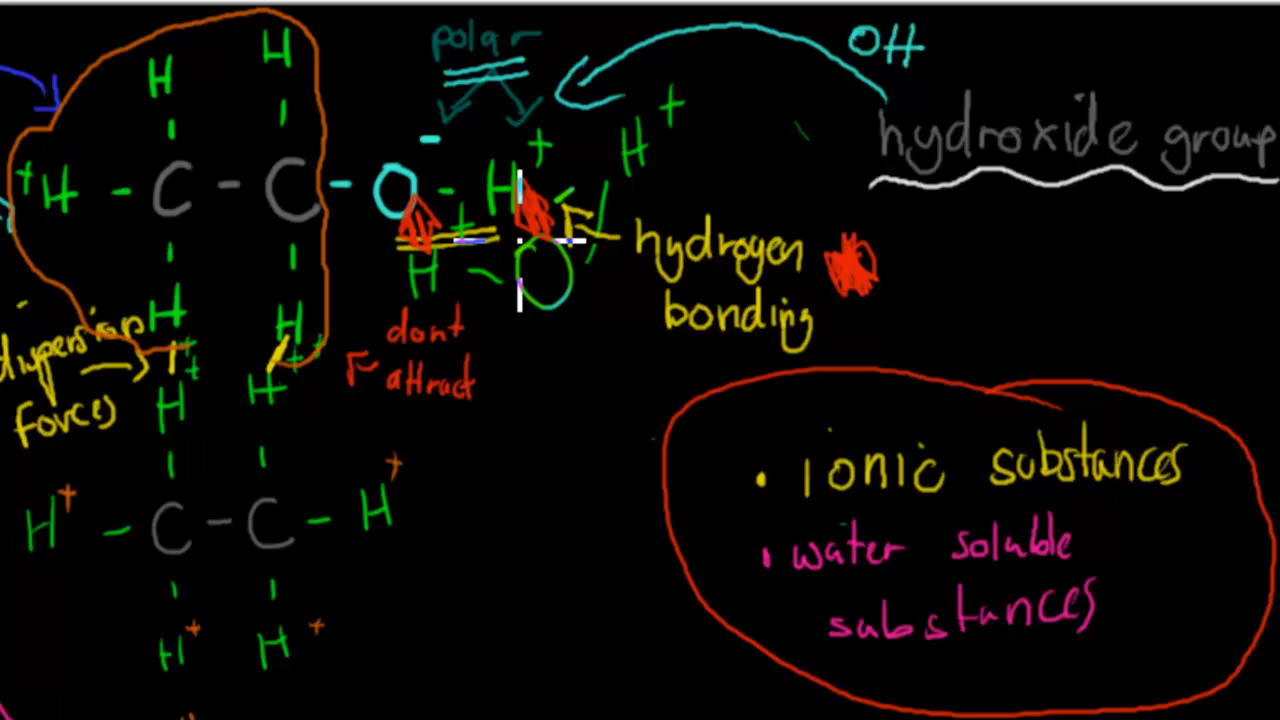 polar
OH
hydroxide group
H
H
+
H - C - C - O - H
-
+
H
+
+
H - O
H
H
hydrogen
bonding
dispersion
forces
dont
attract
+
+
+
H
H
ionic substances
water soluble
substances
H + - C - C - H +
H +
H +